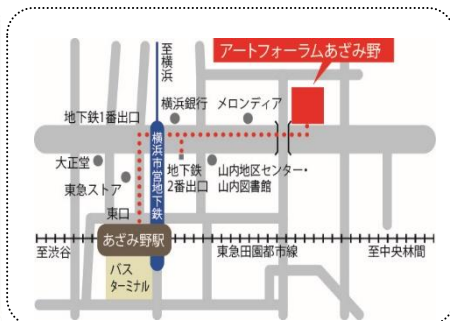 アートフォーラムあざみ野
至横浜
横浜銀行
メロンディア
地下鉄1番出口
大正堂
東急ストア
横浜市営地下鉄
地下鉄
2番出口
山内地区センター・
山内図書館
東口
あざみ野駅
至渋谷
東急田園都市線
至中央林間
バス
ターミナル